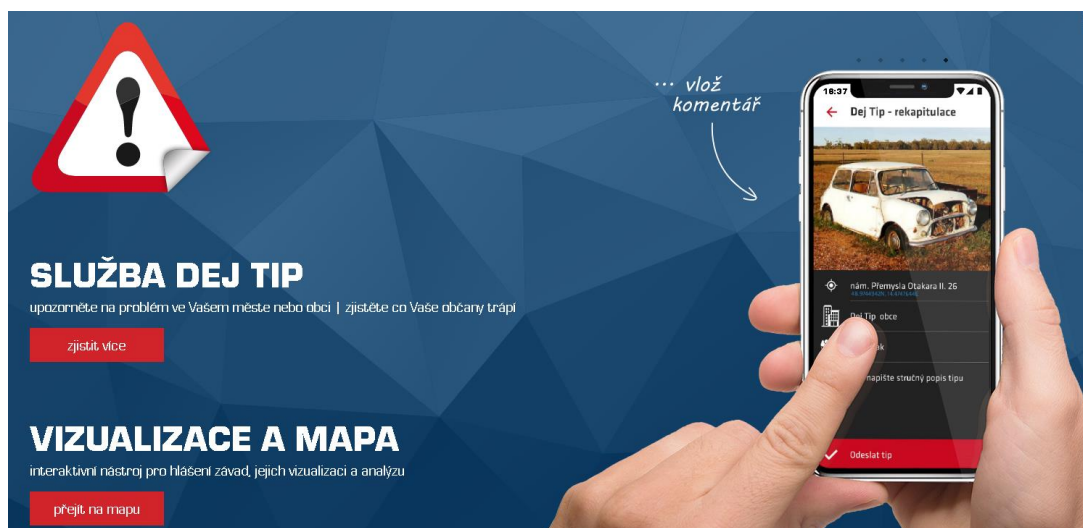 ... vlož
komentář
16:37
Dej Tip - rekapitulace
nám. Přemysla Otakara II. 26
Dej Tip obce
napište stručný popis tipu
Odeslat tip
SLUŽBA DEJ TIP
upozorněte na problém ve Vašem měste nebo obci | zjistěte co Vaše občany trápí
zjistit více
VIZUALIZACE A MAPA
interaktivní nástroj pro hlášení závad, jejich vizualizaci a analýzu
přejít na mapu